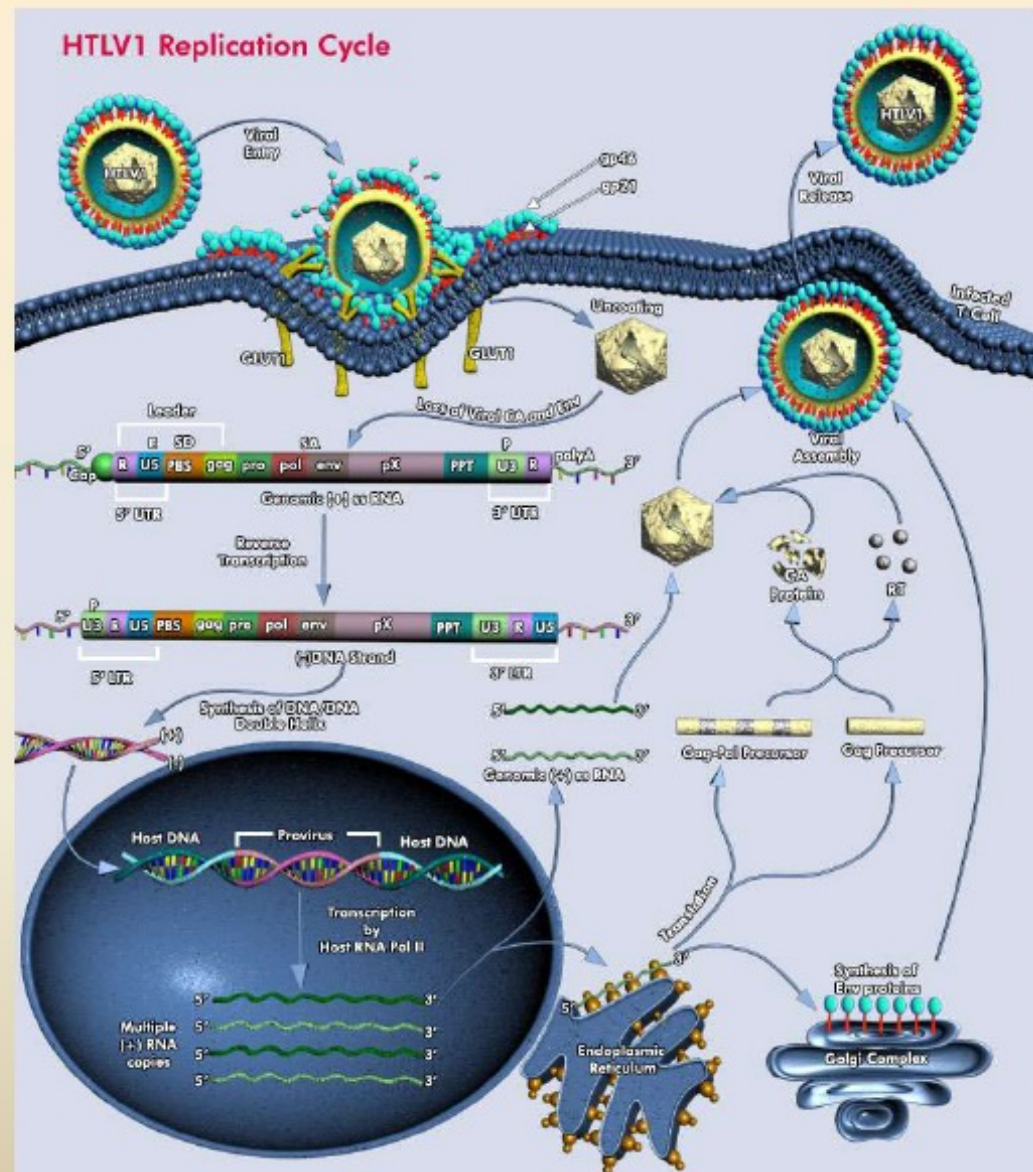 HTLV1 Replication Cycle
HTLV1
Viral
Entry
gp46
gp21
HTLV1
Viral
Release
Infected
T-Cell
GLUT1
GLUT1
Uncoating
Loss of Viral CA and Env
Viral
Assembly
Leader
E SD SA P
5' Cap R U5 PBS gag pro pol env pX PPT U3 R polyA 3'
Genomic (+) ss RNA
5' UTR
3' UTR
Reverse
Transcription
P
5' U3 R U5 PBS gag pro pol env pX PPT U3 R U5 3'
(-)DNA Strand
5' LTR
3' LTR
Synthesis of DNA/DNA
Double Helix
(+)
(-)
CA
Protein
RT
5' 3'
5' 3'
Genomic (+) ss RNA
Gag-Pol Precursor
Gag Precursor
Host DNA
Provirus
Host DNA
Transcription
by
Host RNA Pol II
Multiple
(+) RNA
copies
5' 3'
5' 3'
5' 3'
5' 3'
Translation
5' 3'
Endoplasmic
Reticulum
Synthesis of
Env proteins
Golgi Complex